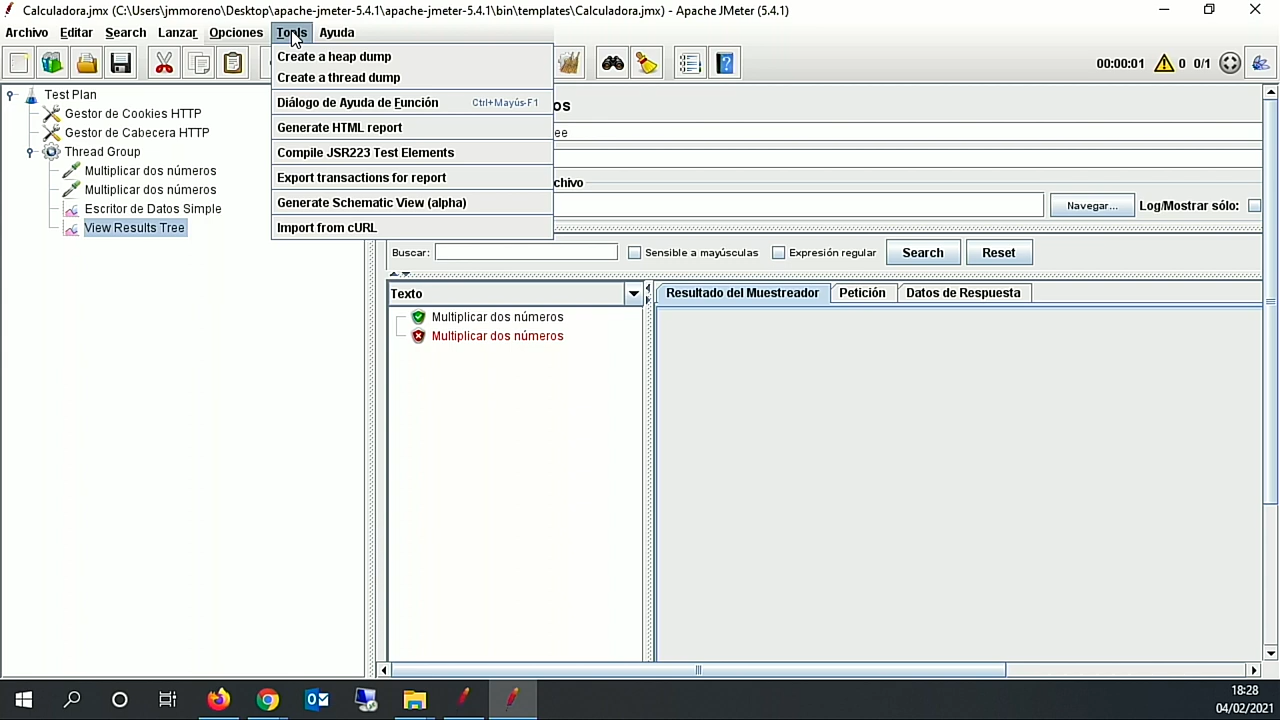 Calculadora.jmx (C:\Users\jmmoreno\Desktop\apache-jmeter-5.4.1\apache-jmeter-5.4.1\bin\templates\Calculadora.jmx) - Apache JMeter (5.4.1)
Archivo Editar Search Lanzar Opciones Tools Ayuda
00:00:01 0 0/1
Create a heap dump
Create a thread dump
Diálogo de Ayuda de Función Ctrl+Mayús-F1
Generate HTML report
Compile JSR223 Test Elements
Export transactions for report
Generate Schematic View (alpha)
Import from cURL
Test Plan
Gestor de Cookies HTTP
Gestor de Cabecera HTTP
Thread Group
Multiplicar dos números
Multiplicar dos números
Escritor de Datos Simple
View Results Tree
os
ee
chivo
Navegar... Log/Mostrar sólo:
Buscar: Sensible a mayúsculas Expresión regular Search Reset
Texto
Resultado del Muestreador Petición Datos de Respuesta
Multiplicar dos números
Multiplicar dos números
18:28
04/02/2021